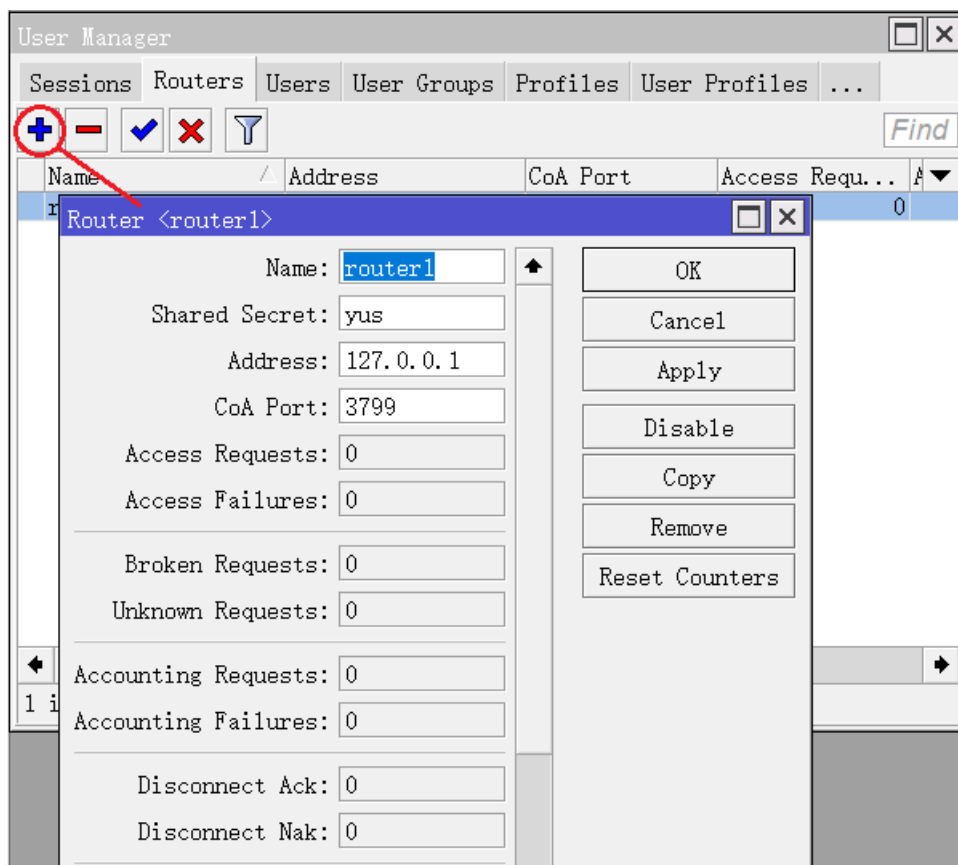 User Manager
Sessions Routers Users User Groups Profiles User Profiles ...
Find
Name Address CoA Port Access Requ... A
r 0
Router <router1>
Name: router1
OK
Shared Secret: yus
Cancel
Address: 127.0.0.1
Apply
CoA Port: 3799
Disable
Access Requests: 0
Copy
Access Failures: 0
Remove
Broken Requests: 0
Reset Counters
Unknown Requests: 0
Accounting Requests: 0
1 i
Accounting Failures: 0
Disconnect Ack: 0
Disconnect Nak: 0